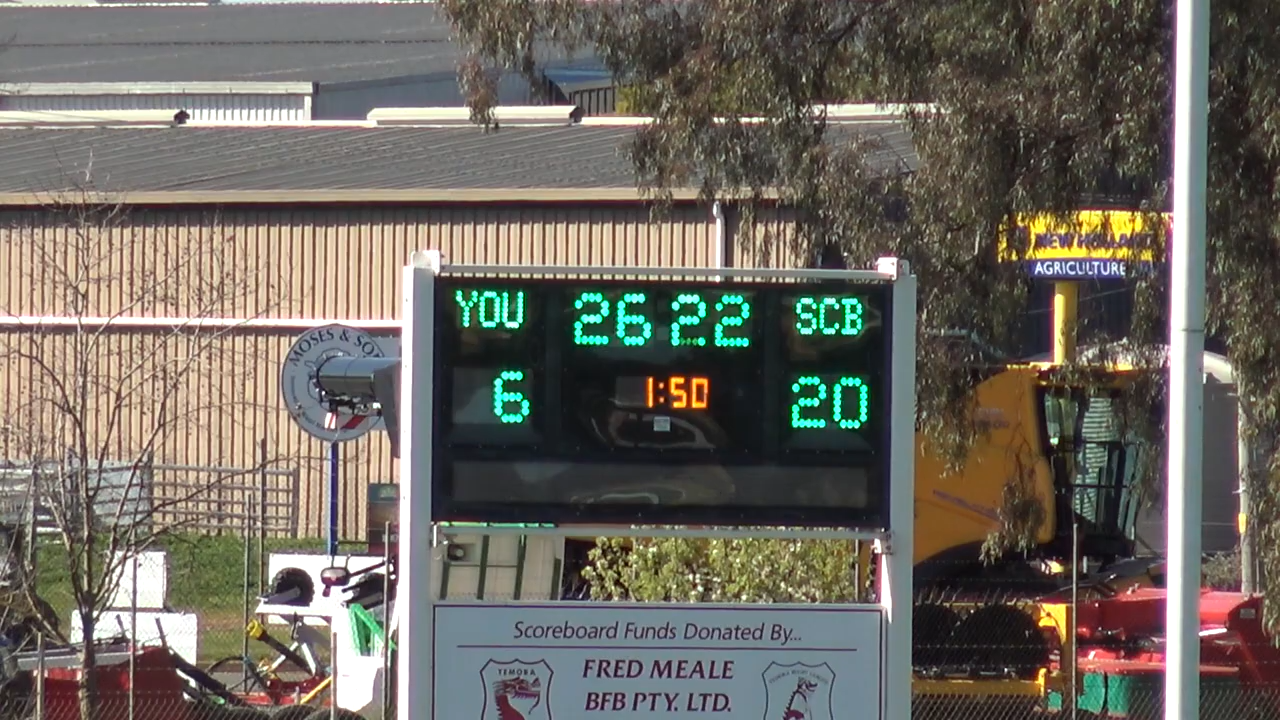 NEW HOLLAND
AGRICULTURE
MOSES & SON
YOU 26 22 SCB
6 1:50 20
Scoreboard Funds Donated By...
FRED MEALE
BFB PTY. LTD.
TEMORA